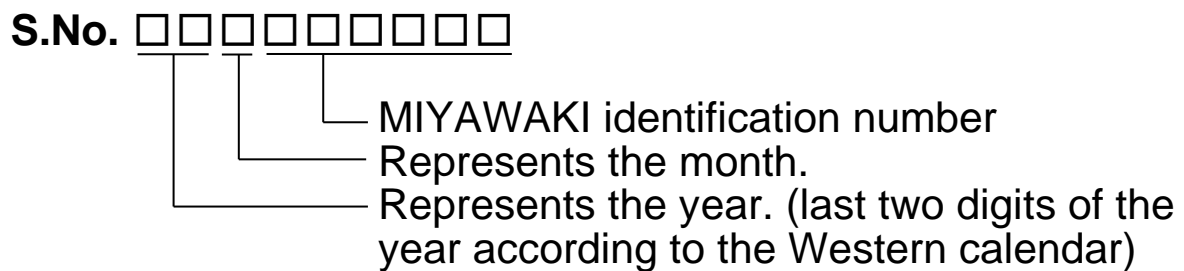 S.No. □□□□□□□□□
MIYAWAKI identification number
Represents the month.
Represents the year. (last two digits of the
year according to the Western calendar)